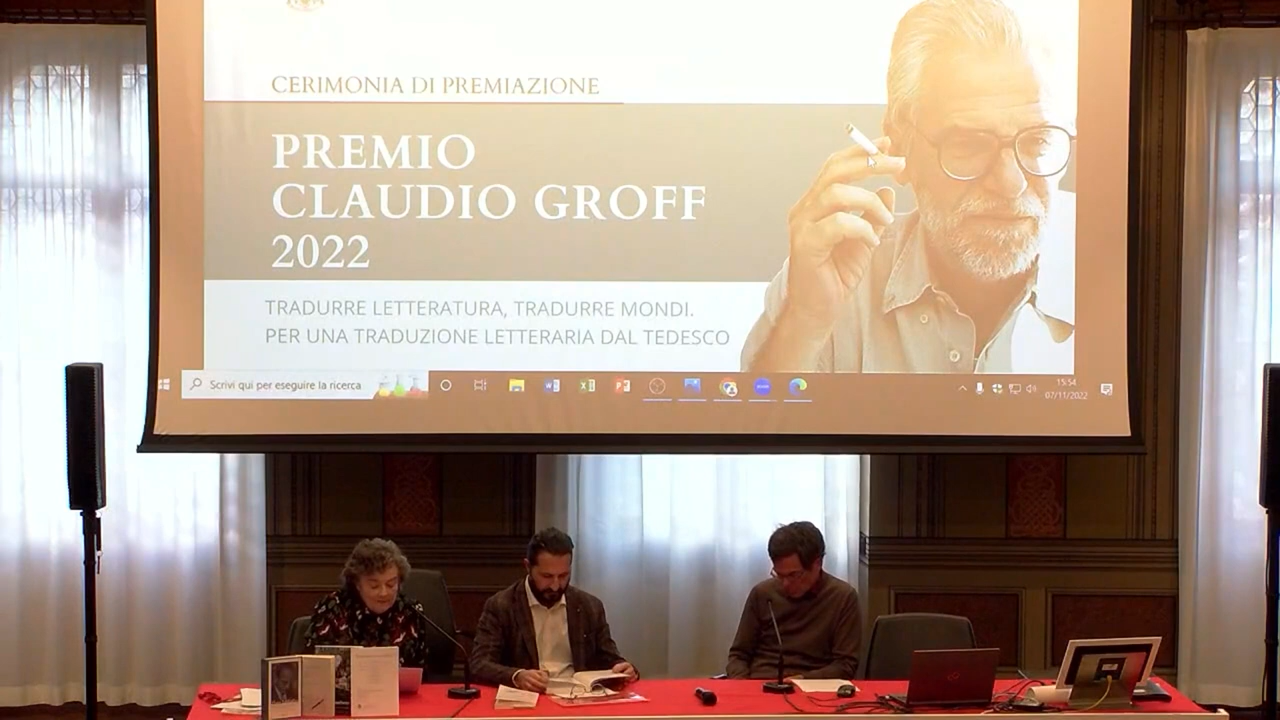 CERIMONIA DI PREMIAZIONE
PREMIO
CLAUDIO GROFF
2022
TRADURRE LETTERATURA, TRADURRE MONDI.
PER UNA TRADUZIONE LETTERARIA DAL TEDESCO
Scrivi qui per eseguire la ricerca
15:54
07/11/2022